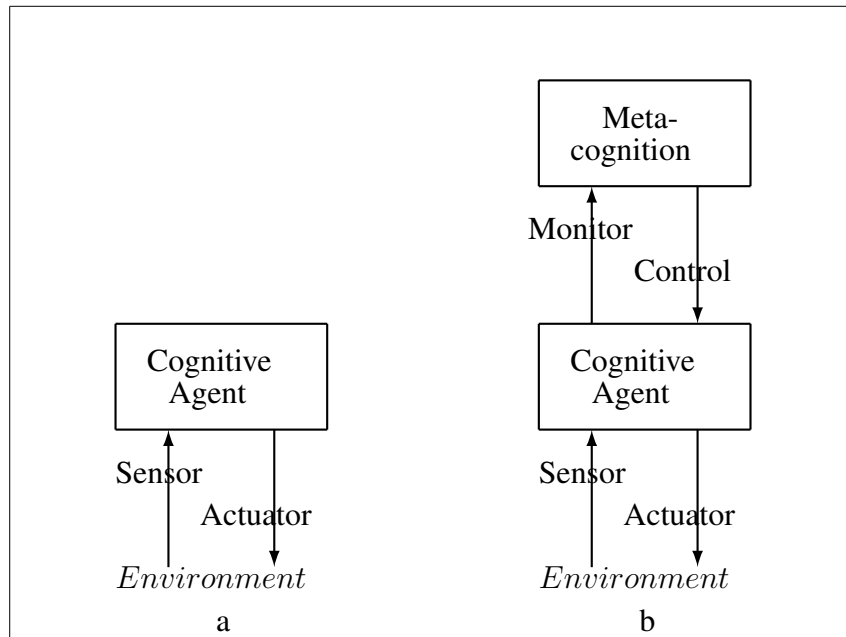 Meta-
cognition
Monitor
Control
Cognitive
Agent
Cognitive
Agent
Sensor
Sensor
Actuator
Actuator
Environment
Environment
a
b